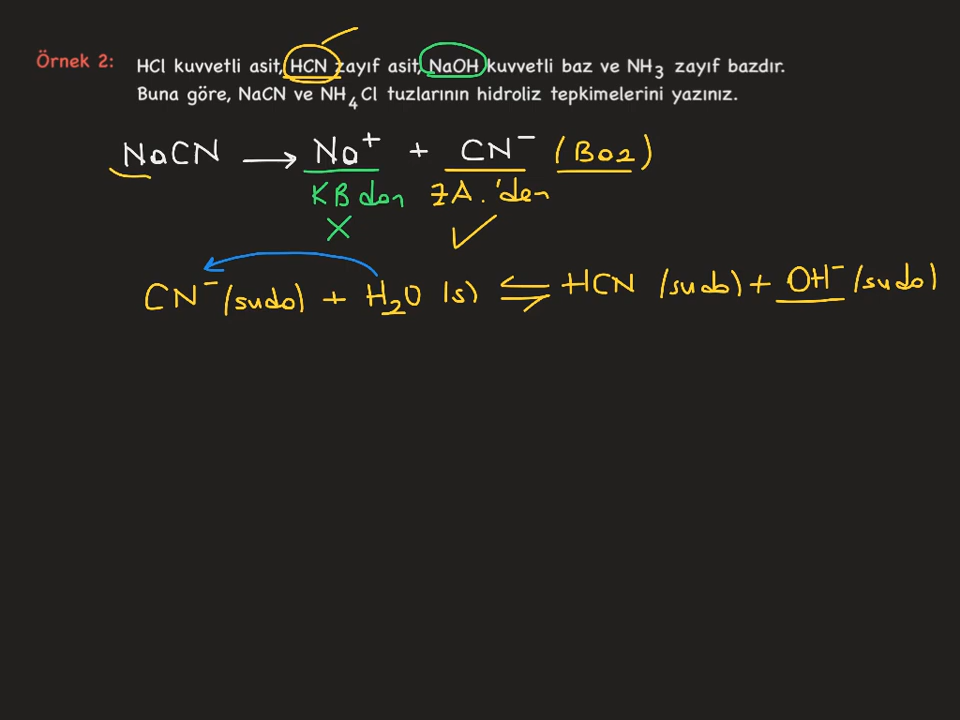 Örnek 2: HCl kuvvetli asit, HCN zayıf asit, NaOH kuvvetli baz ve NH₃ zayıf bazdır.
Buna göre, NaCN ve NH₄Cl tuzlarının hidroliz tepkimelerini yazınız.
NaCN → Na⁺ + CN⁻ (Baz)
KB den ZA.'den
X ✓
CN⁻ (suda) + H₂O (s) ⇌ HCN (suda) + OH⁻ (suda)